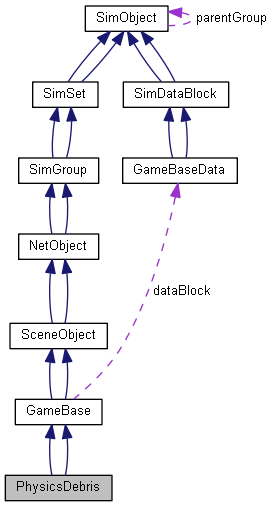 SimObject
parentGroup
SimSet
SimDataBlock
SimGroup
GameBaseData
NetObject
dataBlock
SceneObject
GameBase
PhysicsDebris